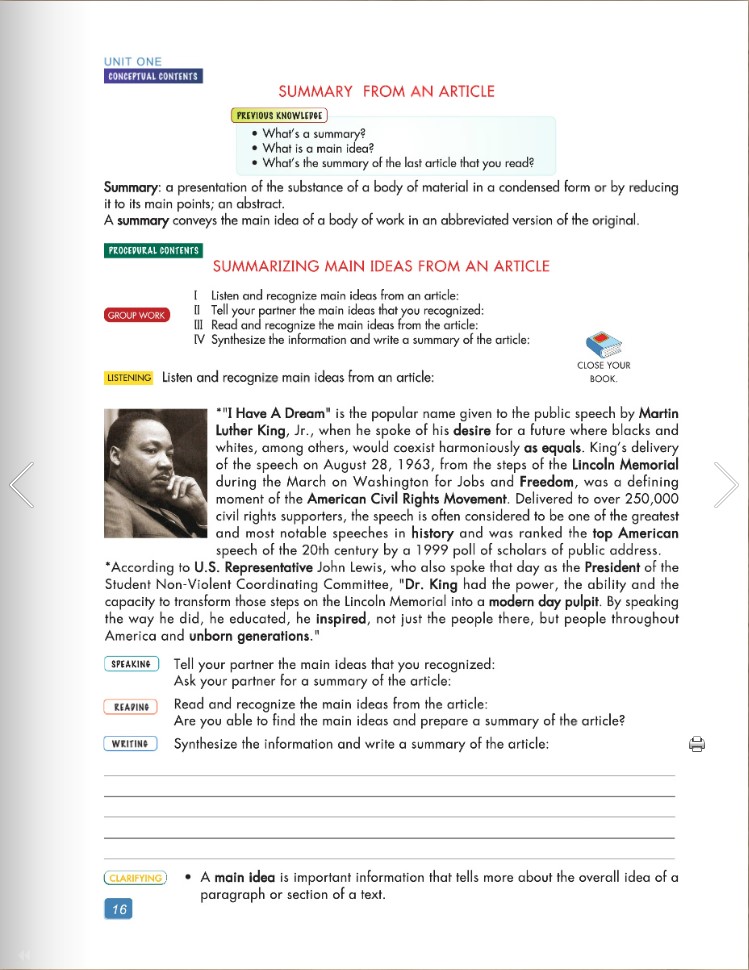 UNIT ONE
CONCEPTUAL CONTENTS
SUMMARY FROM AN ARTICLE
PREVIOUS KNOWLEDGE
• What's a summary?
• What is a main idea?
• What's the summary of the last article that you read?
Summary: a presentation of the substance of a body of material in a condensed form or by reducing
it to its main points; an abstract.
A summary conveys the main idea of a body of work in an abbreviated version of the original.
PROCEDURAL CONTENTS
SUMMARIZING MAIN IDEAS FROM AN ARTICLE
GROUP WORK
I Listen and recognize main ideas from an article:
II Tell your partner the main ideas that you recognized:
III Read and recognize the main ideas from the article:
IV Synthesize the information and write a summary of the article:
CLOSE YOUR
BOOK.
LISTENING Listen and recognize main ideas from an article:
*"I Have A Dream" is the popular name given to the public speech by Martin
Luther King, Jr., when he spoke of his desire for a future where blacks and
whites, among others, would coexist harmoniously as equals. King's delivery
of the speech on August 28, 1963, from the steps of the Lincoln Memorial
during the March on Washington for Jobs and Freedom, was a defining
moment of the American Civil Rights Movement. Delivered to over 250,000
civil rights supporters, the speech is often considered to be one of the greatest
and most notable speeches in history and was ranked the top American
speech of the 20th century by a 1999 poll of scholars of public address.
*According to U.S. Representative John Lewis, who also spoke that day as the President of the
Student Non-Violent Coordinating Committee, "Dr. King had the power, the ability and the
capacity to transform those steps on the Lincoln Memorial into a modern day pulpit. By speaking
the way he did, he educated, he inspired, not just the people there, but people throughout
America and unborn generations."
SPEAKING Tell your partner the main ideas that you recognized:
Ask your partner for a summary of the article:
READING Read and recognize the main ideas from the article:
Are you able to find the main ideas and prepare a summary of the article?
WRITING Synthesize the information and write a summary of the article:
CLARIFYING • A main idea is important information that tells more about the overall idea of a
paragraph or section of a text.
16